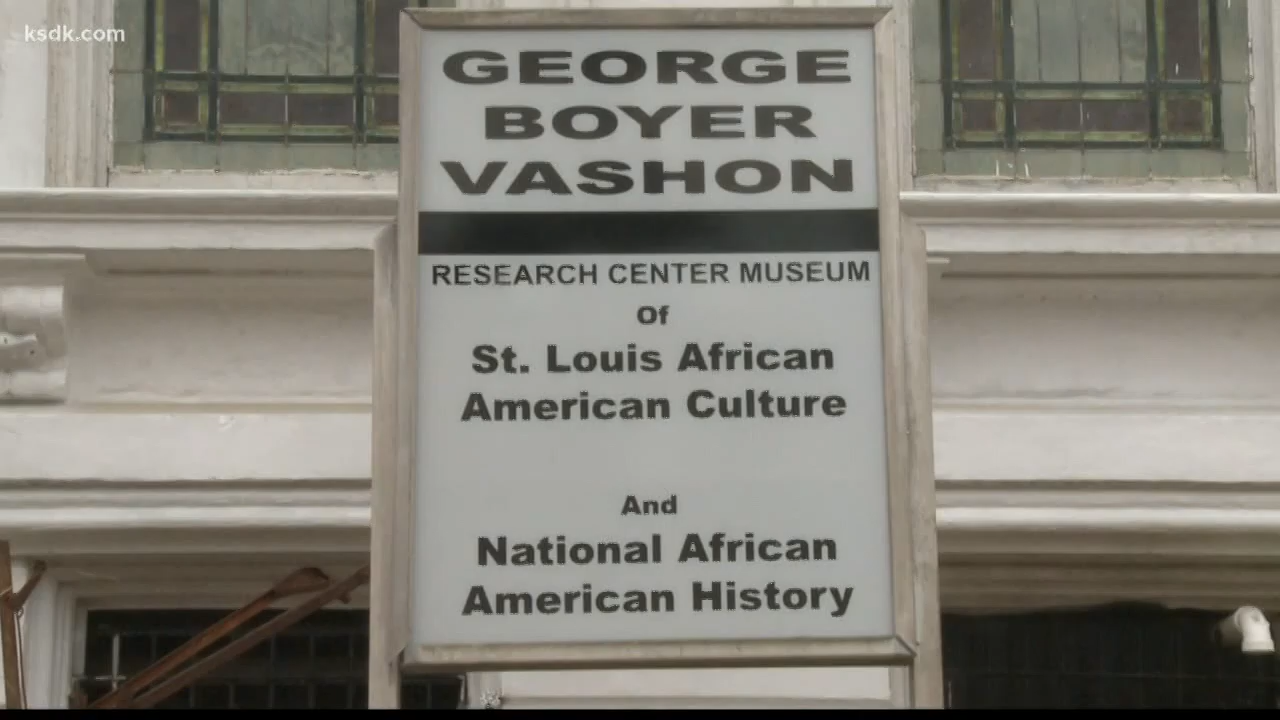 ksdk.com
GEORGE
BOYER
VASHON
RESEARCH CENTER MUSEUM
Of
St. Louis African
American Culture
And
National African
American History